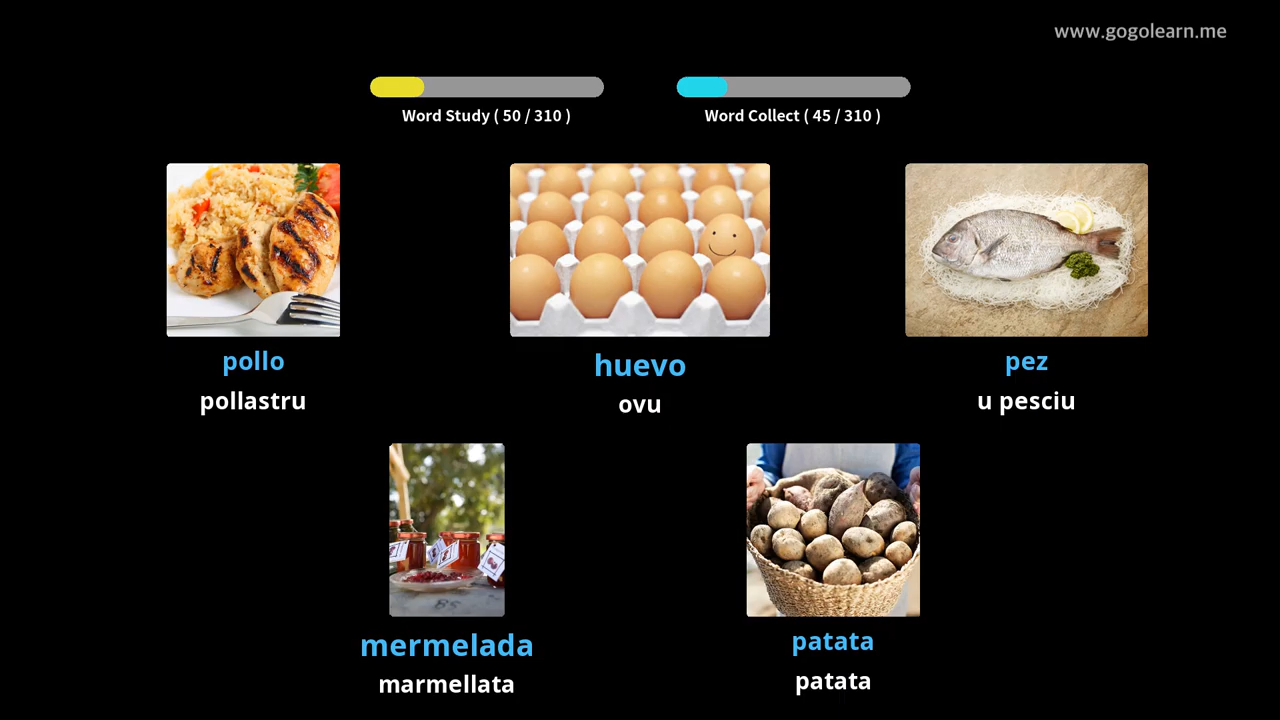 www.gogolearn.me
Word Study ( 50 / 310 )
Word Collect ( 45 / 310 )
pollo
pollastru
huevo
ovu
pez
u pesciu
mermelada
marmellata
patata
patata